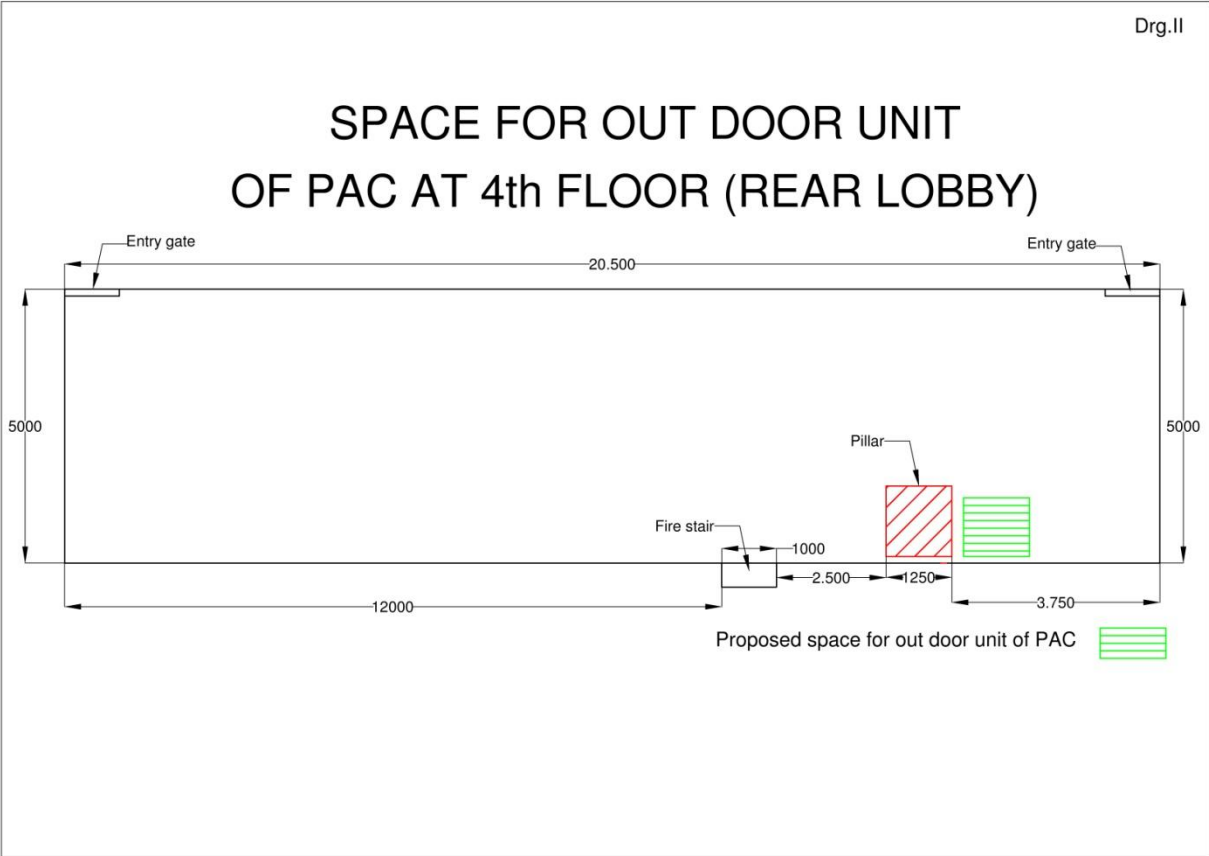 Drg.II
SPACE FOR OUT DOOR UNIT
OF PAC AT 4th FLOOR (REAR LOBBY)
Entry gate
Entry gate
20.500
5000
5000
Pillar
Fire stair
1000
2.500
1250
12000
3.750
Proposed space for out door unit of PAC